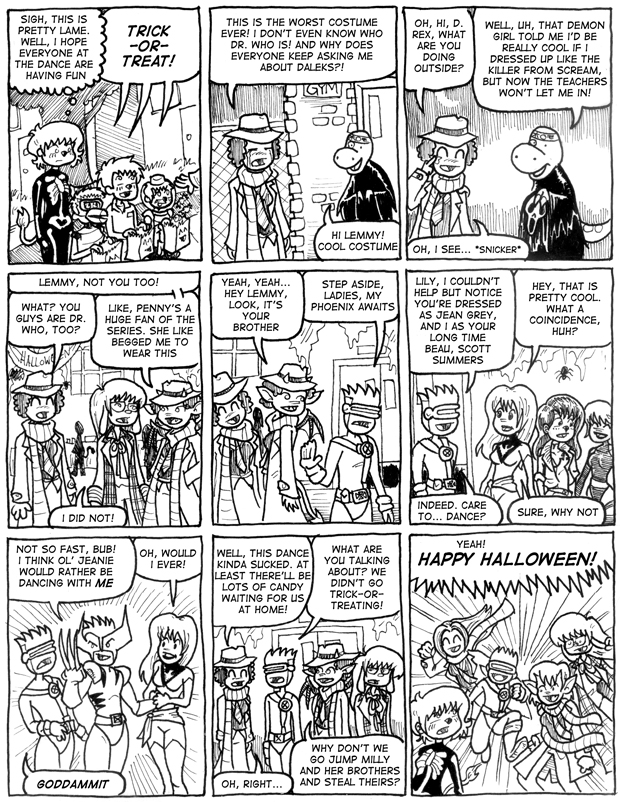 SIGH, THIS IS
PRETTY LAME.
WELL, I HOPE
EVERYONE AT
THE DANCE ARE
HAVING FUN
TRICK
-OR-
TREAT!
THIS IS THE WORST COSTUME
EVER! I DON'T EVEN KNOW WHO
DR. WHO IS! AND WHY DOES
EVERYONE KEEP ASKING ME
ABOUT DALEKS?!
GYM
HI LEMMY!
COOL COSTUME
OH, HI, D.
REX, WHAT
ARE YOU
DOING
OUTSIDE?
WELL, UH, THAT DEMON
GIRL TOLD ME I'D BE
REALLY COOL IF I
DRESSED UP LIKE THE
KILLER FROM SCREAM,
BUT NOW THE TEACHERS
WON'T LET ME IN!
OH, I SEE... *SNICKER*
LEMMY, NOT YOU TOO!
WHAT? YOU
GUYS ARE DR.
WHO, TOO?
LIKE, PENNY'S A
HUGE FAN OF THE
SERIES. SHE LIKE
BEGGED ME TO
WEAR THIS
HALLOW
I DID NOT!
YEAH, YEAH...
HEY LEMMY,
LOOK, IT'S
YOUR
BROTHER
STEP ASIDE,
LADIES, MY
PHOENIX AWAITS
LILY, I COULDN'T
HELP BUT NOTICE
YOU'RE DRESSED
AS JEAN GREY,
AND I AS YOUR
LONG TIME
BEAU, SCOTT
SUMMERS
HEY, THAT IS
PRETTY COOL.
WHAT A
COINCIDENCE,
HUH?
INDEED. CARE
TO... DANCE?
SURE, WHY NOT
NOT SO FAST, BUB!
I THINK OL' JEANIE
WOULD RATHER BE
DANCING WITH ME
OH, WOULD
I EVER!
GODDAMMIT
WELL, THIS DANCE
KINDA SUCKED. AT
LEAST THERE'LL BE
LOTS OF CANDY
WAITING FOR US
AT HOME!
WHAT ARE
YOU TALKING
ABOUT? WE
DIDN'T GO
TRICK-OR-
TREATING!
OH, RIGHT...
WHY DON'T WE
GO JUMP MILLY
AND HER BROTHERS
AND STEAL THEIRS?
YEAH!
HAPPY HALLOWEEN!